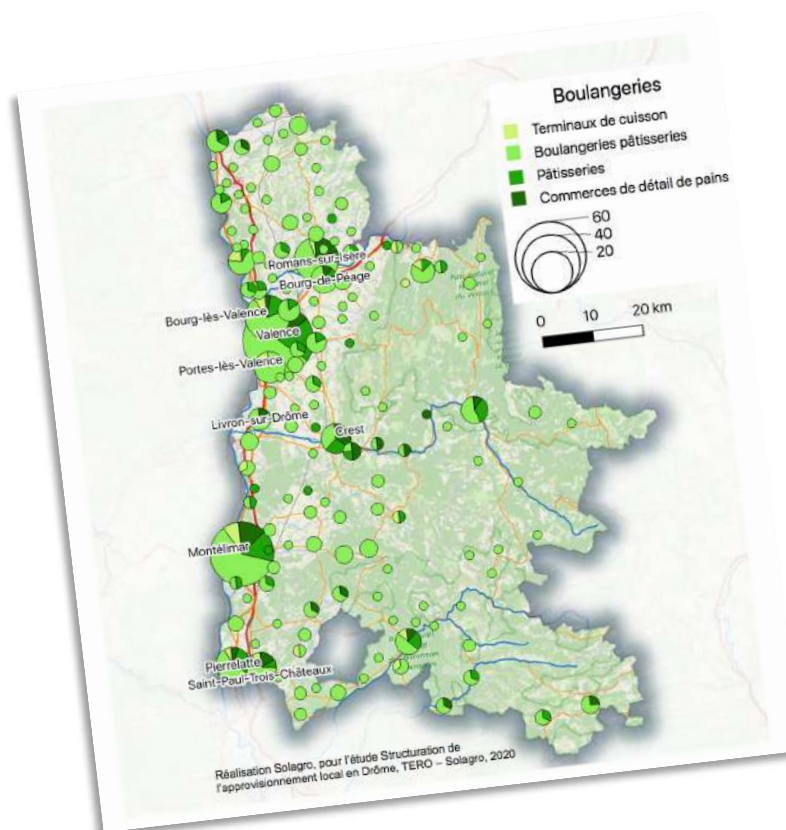 Boulangeries
Terminaux de cuisson
Boulangeries pâtisseries
Pâtisseries
Commerces de détail de pains
60
40
20
0 10 20 km
Romans-sur-Isère
Bourg-de-Péage
Bourg-lès-Valence
Valence
Portes-lès-Valence
Livron-sur-Drôme
Crest
Montélimar
Pierrelatte
Saint-Paul-Trois-Châteaux
Réalisation Solagro, pour l'étude Structuration de
l'approvisionnement local en Drôme, TERO – Solagro, 2020